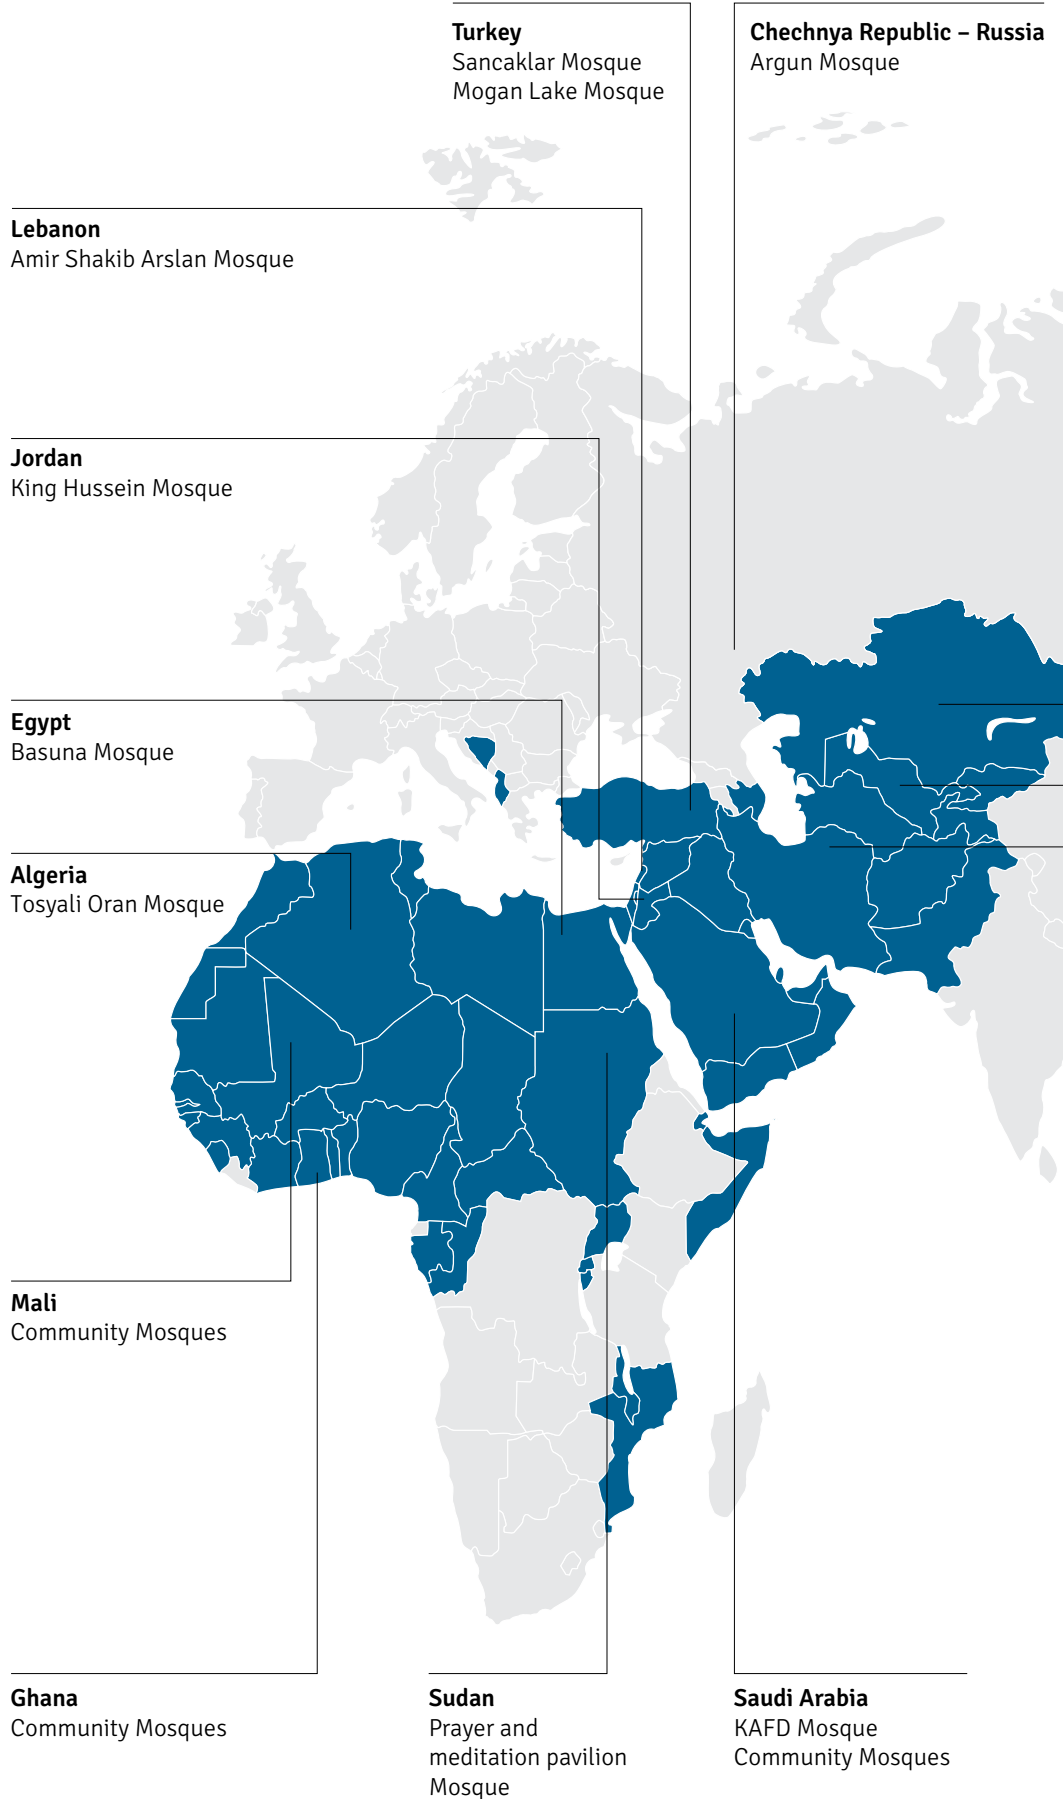 Turkey
Sancaklar Mosque
Mogan Lake Mosque
Chechnya Republic – Russia
Argun Mosque
Lebanon
Amir Shakib Arslan Mosque
Jordan
King Hussein Mosque
Egypt
Basuna Mosque
Algeria
Tosyali Oran Mosque
Mali
Community Mosques
Ghana
Community Mosques
Sudan
Prayer and
meditation pavilion
Mosque
Saudi Arabia
KAFD Mosque
Community Mosques